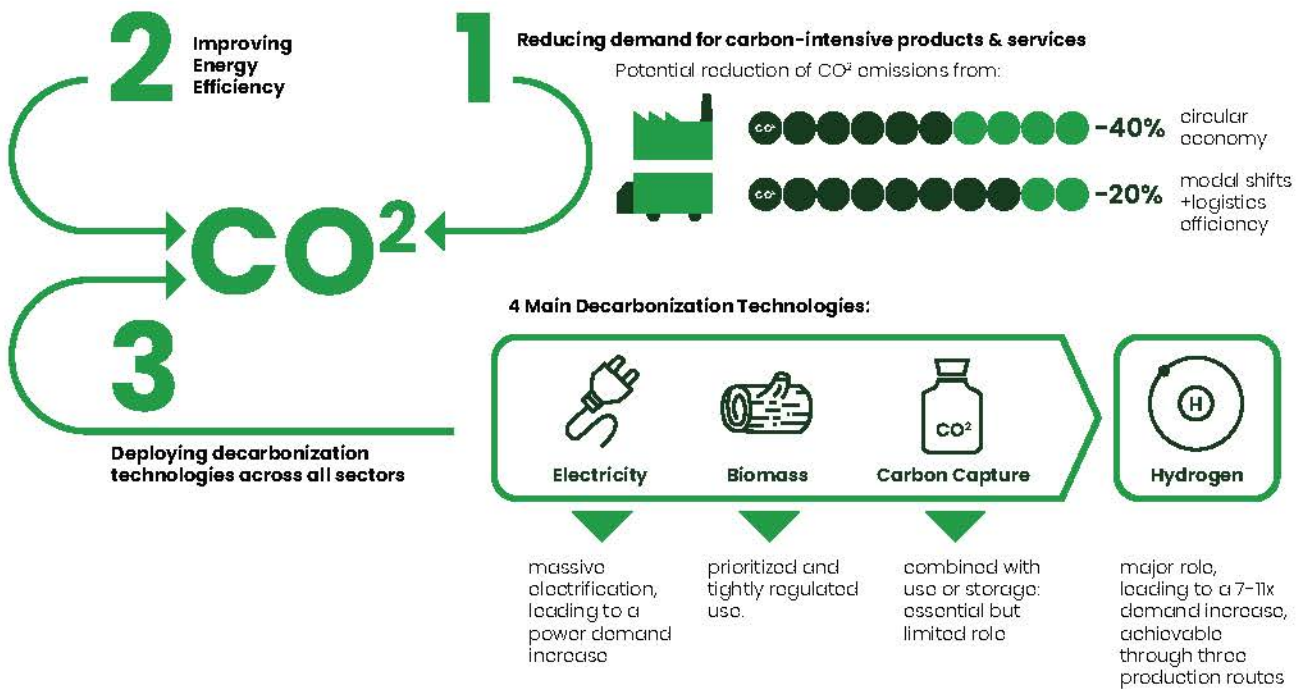 2
Improving
Energy
Efficiency
1
Reducing demand for carbon-intensive products & services
Potential reduction of CO² emissions from:
CO²
-40%
circular
economy
CO²
-20%
modal shifts
+logistics
efficiency
CO²
3
Deploying decarbonization
technologies across all sectors
4 Main Decarbonization Technologies:
Electricity
Biomass
CO²
Carbon Capture
H
Hydrogen
massive
electrification,
leading to a
power demand
increase
prioritized and
tightly regulated
use.
combined with
use or storage:
essential but
limited role
major role,
leading to a 7-11x
demand increase,
achievable
through three
production routes